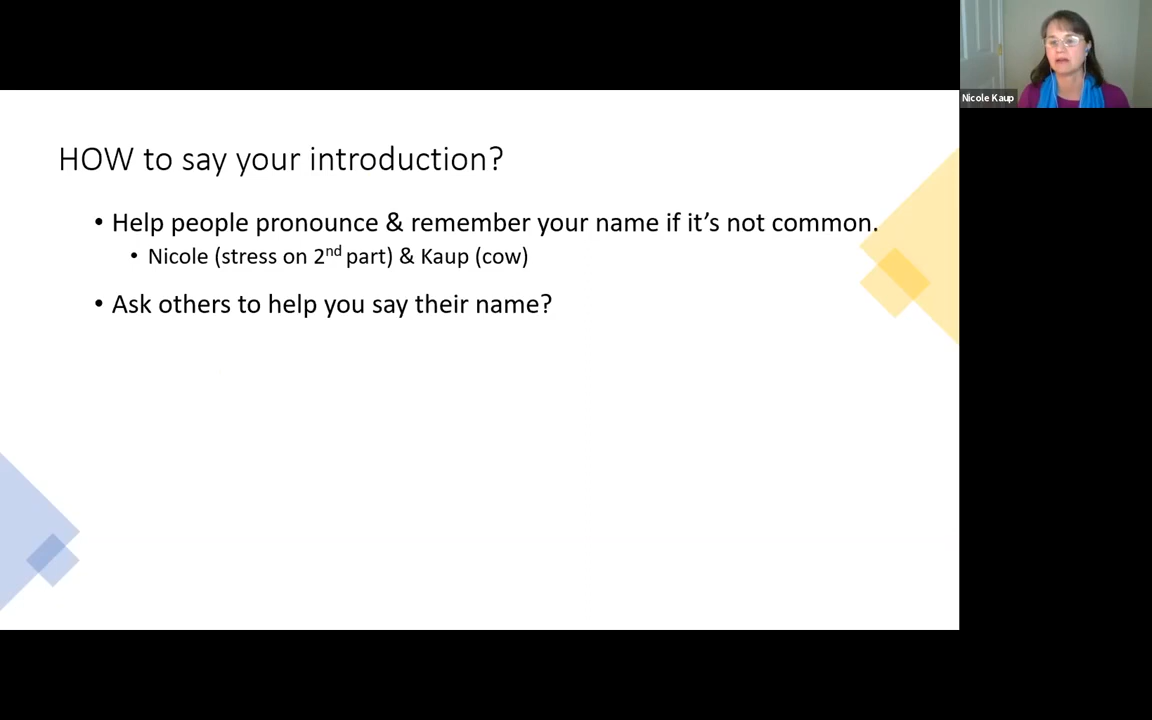 HOW to say your introduction?
• Help people pronounce & remember your name if it's not common.
• Nicole (stress on 2nd part) & Kaup (cow)
• Ask others to help you say their name?
Nicole Kaup